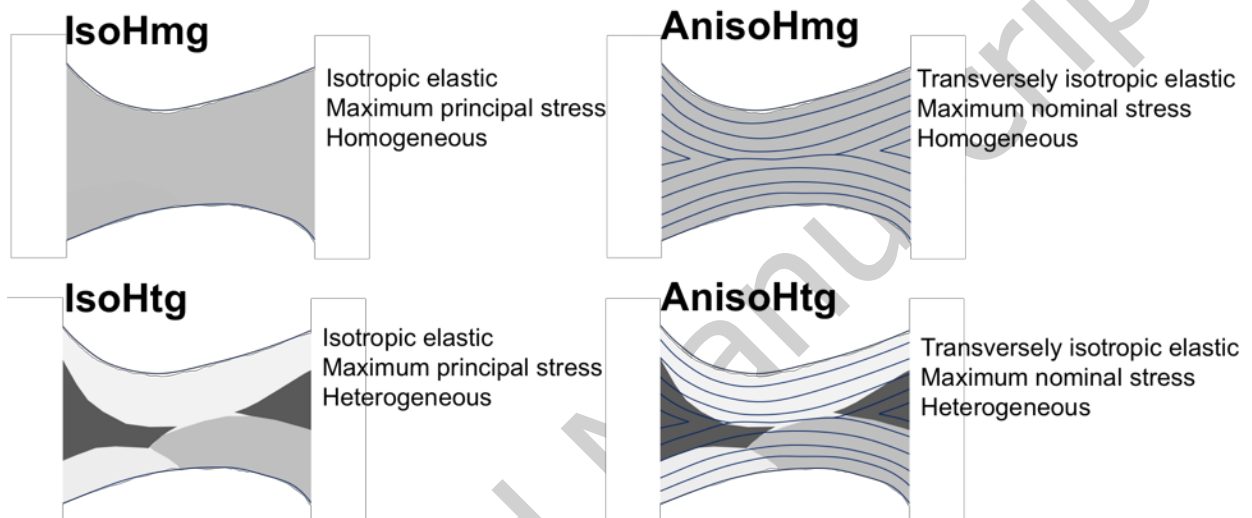 IsoHmg
Isotropic elastic
Maximum principal stress
Homogeneous
AnisoHmg
Transversely isotropic elastic
Maximum nominal stress
Homogeneous
IsoHtg
Isotropic elastic
Maximum principal stress
Heterogeneous
AnisoHtg
Transversely isotropic elastic
Maximum nominal stress
Heterogeneous